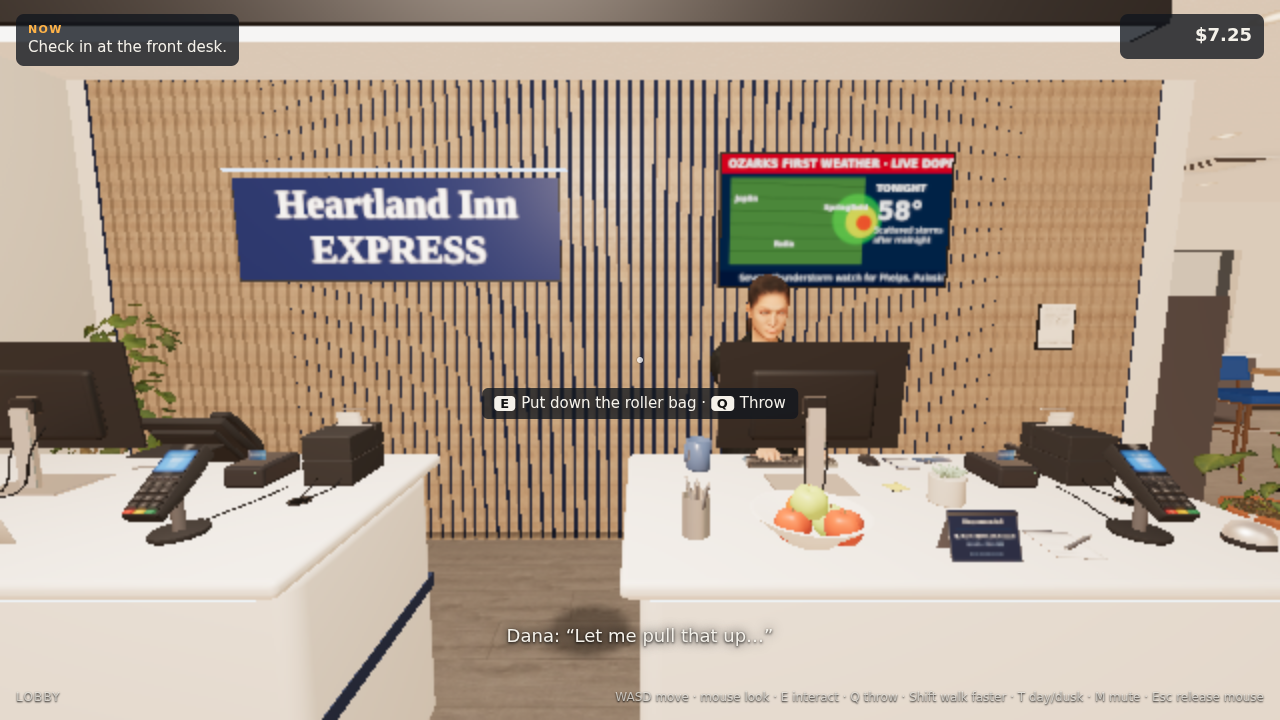 NOW
Check in at the front desk.
$7.25
OZARKS FIRST WEATHER · LIVE DOPP
Joplin
Springfield
Rolla
TONIGHT
58°
Scattered storms
after midnight
thunderstorm watch for Phelps, Pulaski
Heartland Inn
EXPRESS
E Put down the roller bag · Q Throw
Dana: “Let me pull that up...”
LOBBY
WASD move · mouse look · E interact · Q throw · Shift walk faster · T day/dusk · M mute · Esc release mouse